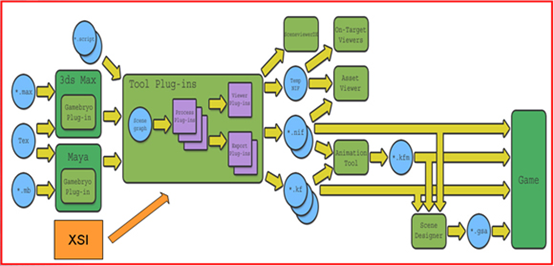 *.script
3ds Max
Gamebryo
Plug-in
*.max
Tex
Maya
Gamebryo
Plug-in
*.mb
XSI
Tool Plug-ins
Scene
graph
Process
Plug-ins
Viewer
Plug-ins
Export
Plug-ins
Temp
NIF
*.nif
*.kf
On-Target
Viewers
Asset
Viewer
Animation
Tool
*.kfm
Scene
Designer
*.gsa
Game